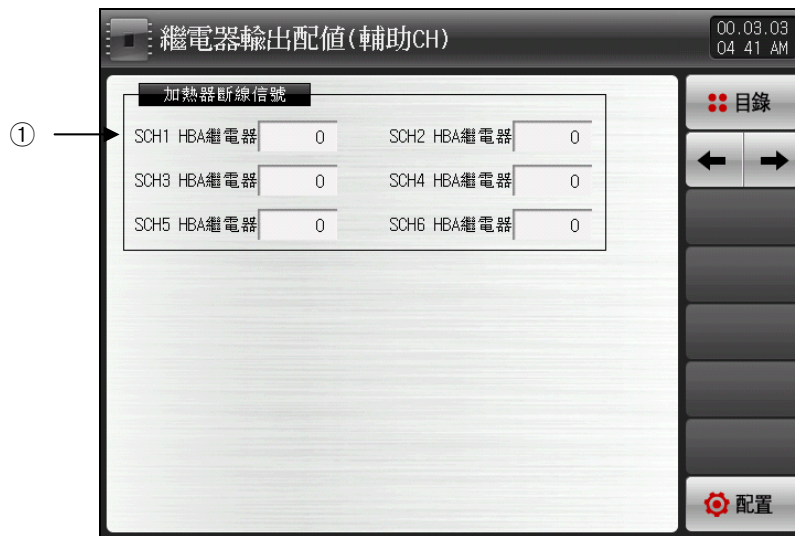 繼電器輸出配值(輔助CH)
00.03.03
04 41 AM
加熱器斷線信號
目錄
①
SCH1 HBA繼電器 0 SCH2 HBA繼電器 0
SCH3 HBA繼電器 0 SCH4 HBA繼電器 0
SCH5 HBA繼電器 0 SCH6 HBA繼電器 0
配置